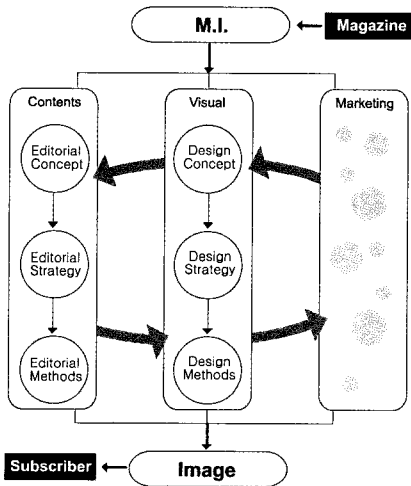 M.I.
Magazine
Contents
Visual
Marketing
Editorial
Concept
Design
Concept
Editorial
Strategy
Design
Strategy
Editorial
Methods
Design
Methods
Subscriber
Image